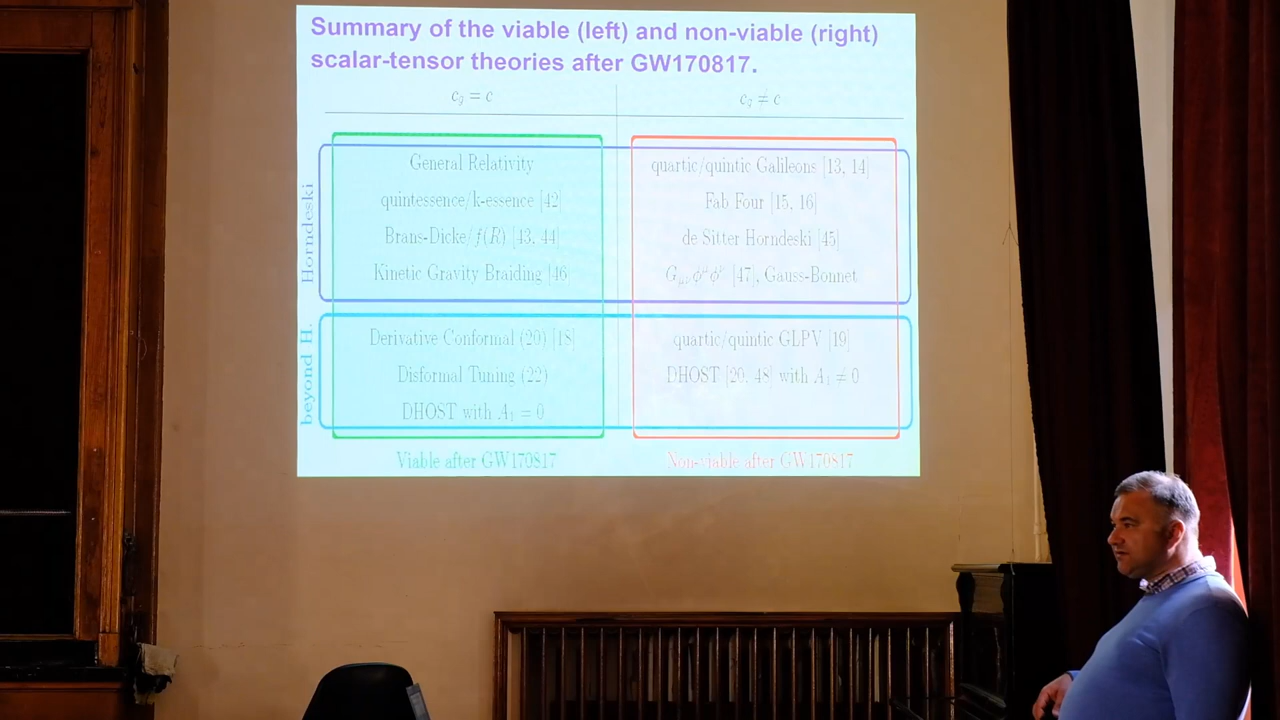 Summary of the viable (left) and non-viable (right)
scalar-tensor theories after GW170817.
c_g = c
c_g ≠ c
Horndeski
General Relativity
quintessence/k-essence [42]
Brans-Dicke/f(R) [43, 44]
Kinetic Gravity Braiding [46]
quartic/quintic Galileons [13, 14]
Fab Four [15, 16]
de Sitter Horndeski [45]
G_{μν}φ^μφ^ν [47], Gauss-Bonnet
beyond H.
Derivative Conformal (20) [18]
Disformal Tuning (22)
DHOST with A_1 = 0
quartic/quintic GLPV [19]
DHOST [20, 48] with A_1 ≠ 0
Viable after GW170817
Non-viable after GW170817